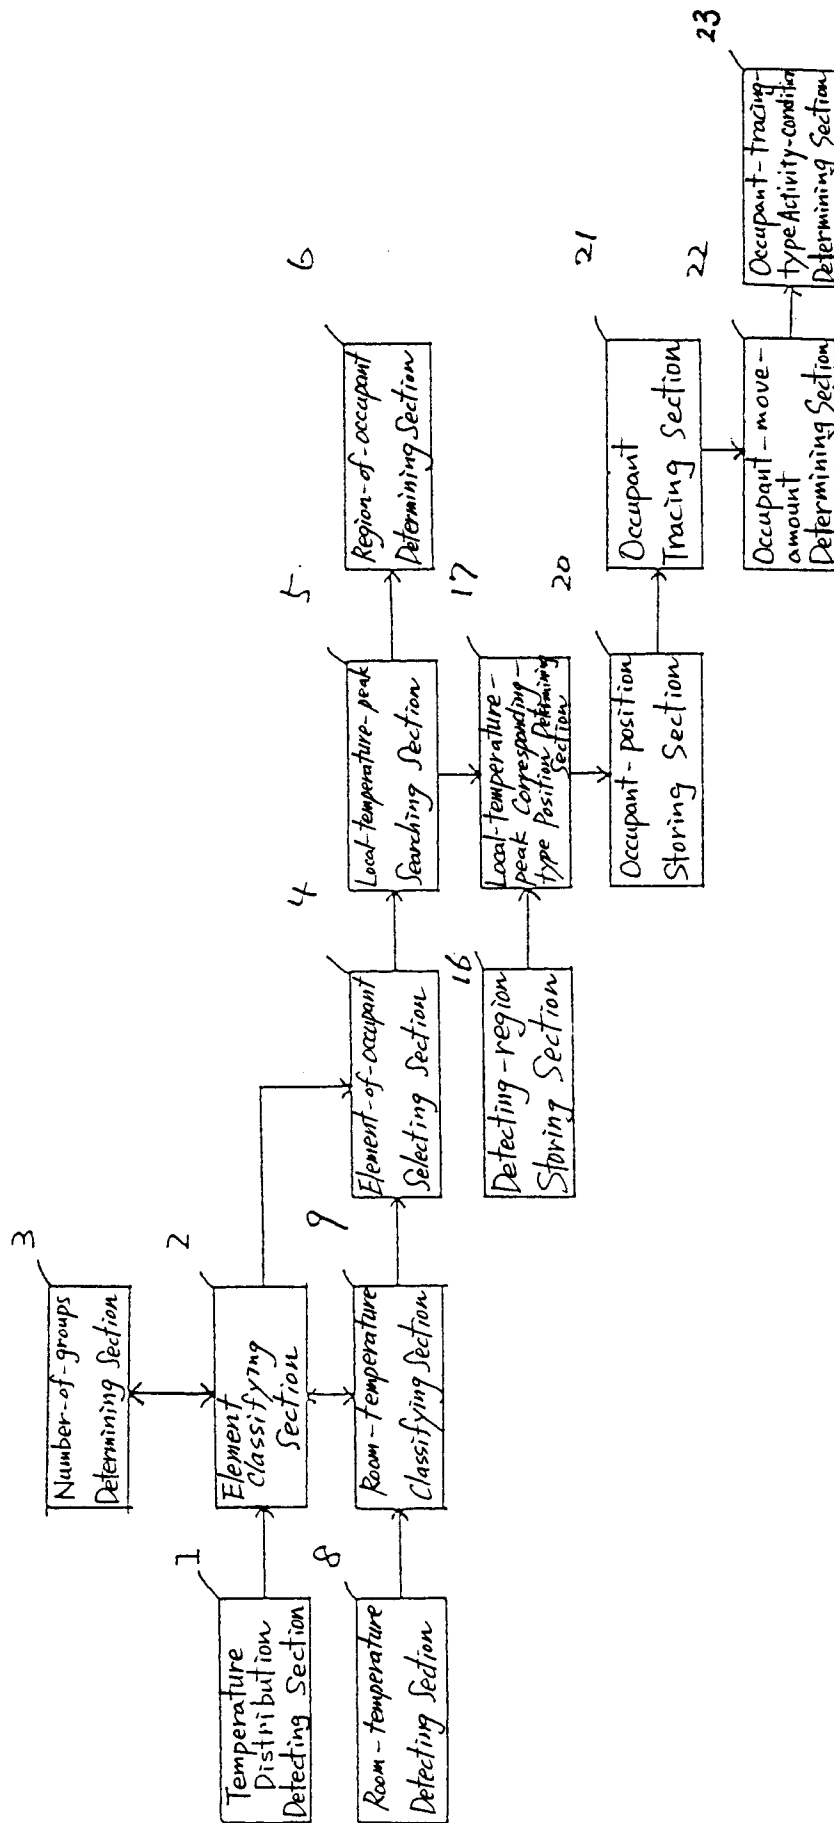 3
Number-of-groups
Determining Section
1
Temperature
Distribution
Detecting Section
2
Element
Classifying
Section
8
Room-temperature
Detecting Section
9
Room-temperature
Classifying Section
4
Element-of-occupant
Selecting Section
5.
Local-temperature-peak
Searching Section
6
Region-of-occupant
Determining Section
16
Detecting-region
Storing Section
17
Local-temperature-
peak Corresponding-
type Position Detimining
Section
20
Occupant-position
Storing Section
21
Occupant
Tracing Section
22
Occupant-move-
amount
Determining Section
23
Occupant-tracing-
type Activity-condition
Determining Section